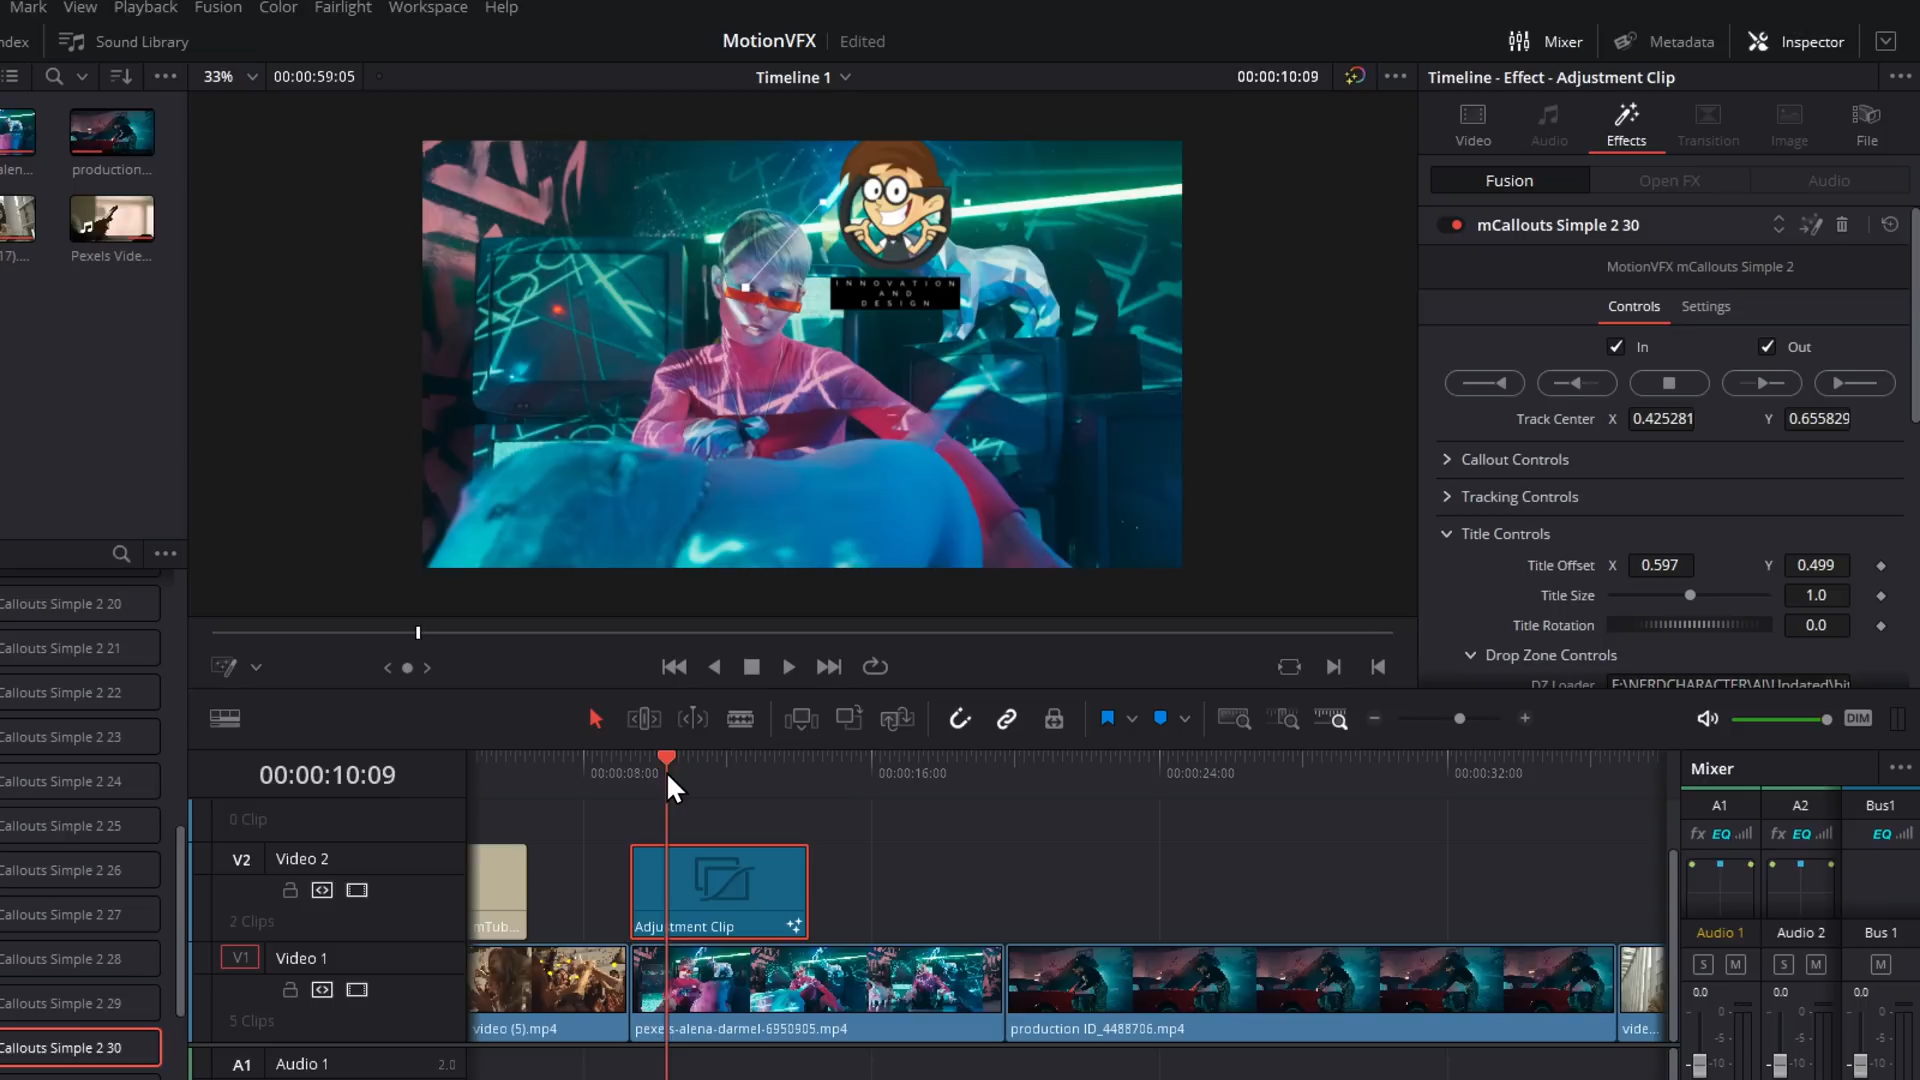 Mark View Playback Fusion Color Fairlight Workspace Help
ndex Sound Library MotionVFX Edited Mixer Metadata Inspector
33% 00:00:59:05 Timeline 1 00:00:10:09 Timeline - Effect - Adjustment Clip
Video Audio Effects Transition Image File
alen... production...
Fusion Open FX Audio
mCallouts Simple 2 30
17).... Pexels Vide...
MotionVFX mCallouts Simple 2
INNOVATION
AND
DESIGN
Controls Settings
In Out
Track Center X 0.425281 Y 0.655829
Callout Controls
Tracking Controls
Title Controls
Title Offset X 0.597 Y 0.499
Title Size 1.0
Title Rotation 0.0
Drop Zone Controls
DZ Loader F:\NERDCHARACTER\AI\Updated\bit
Callouts Simple 2 20
Callouts Simple 2 21
Callouts Simple 2 22
Callouts Simple 2 23
Callouts Simple 2 24
Callouts Simple 2 25
Callouts Simple 2 26
Callouts Simple 2 27
Callouts Simple 2 28
Callouts Simple 2 29
Callouts Simple 2 30
DIM
00:00:10:09 00:00:08:00 00:00:16:00 00:00:24:00 00:00:32:00
0 Clip
V2 Video 2
2 Clips
mTub... Adjustment Clip
V1 Video 1
5 Clips
video (5).mp4 pexels-alena-darmel-6950905.mp4 production ID_4488706.mp4 vide...
A1 Audio 1 2.0
Mixer
A1 A2 Bus1
fx EQ fx EQ EQ
Audio 1 Audio 2 Bus 1
S M S M M
0.0 0.0 0.0
-5 -5 -5
-10 -10 -10